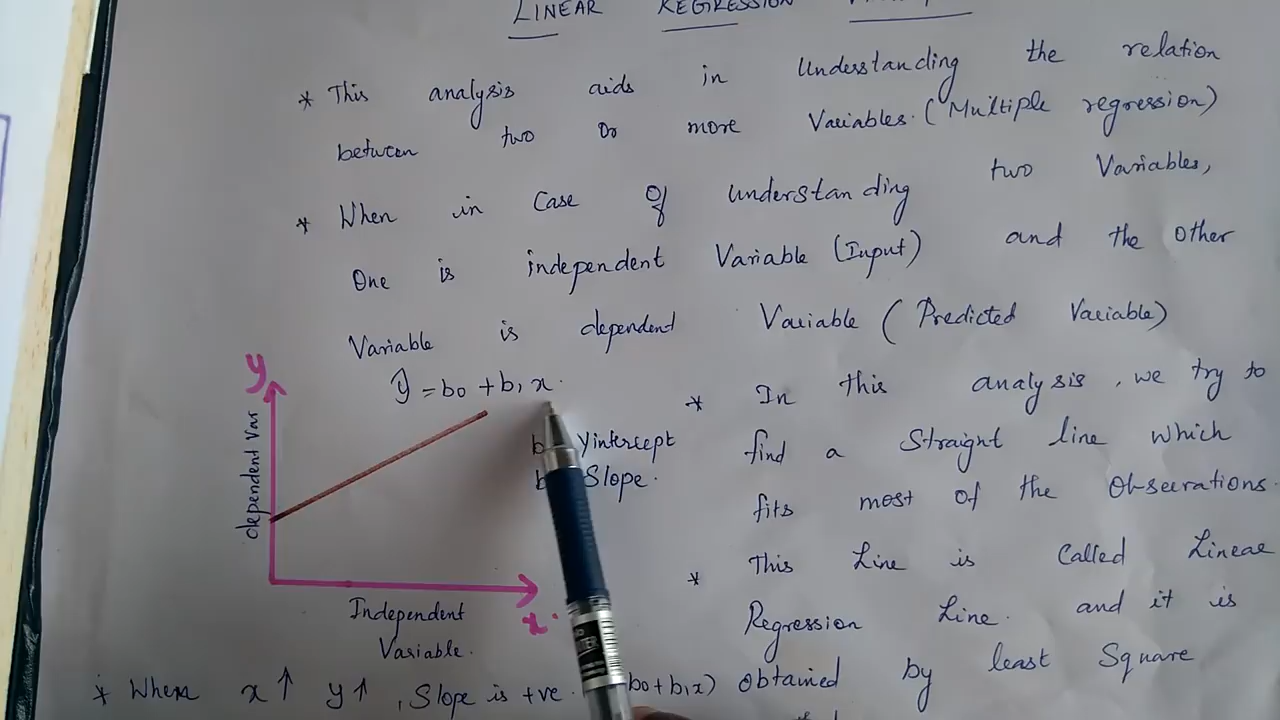 LINEAR REGRESSION
* This analysis aids in Understanding the relation
between two or more Variables. (Multiple regression)
* When in Case of understanding two Variables,
One is independent Variable (Input) and the other
Variable is dependent Variable (Predicted Variable)
ŷ = b0 + b1 x.
y
dependent Var
Yintercept
Slope.
x.
Independent
Variable.
* In this analysis, we try to
find a Straight line which
fits most of the Observations.
* This Line is Called Linear
Regression Line. and it is
obtained by least Square
* When x↑ y↑, Slope is +ve. b0+b1x)